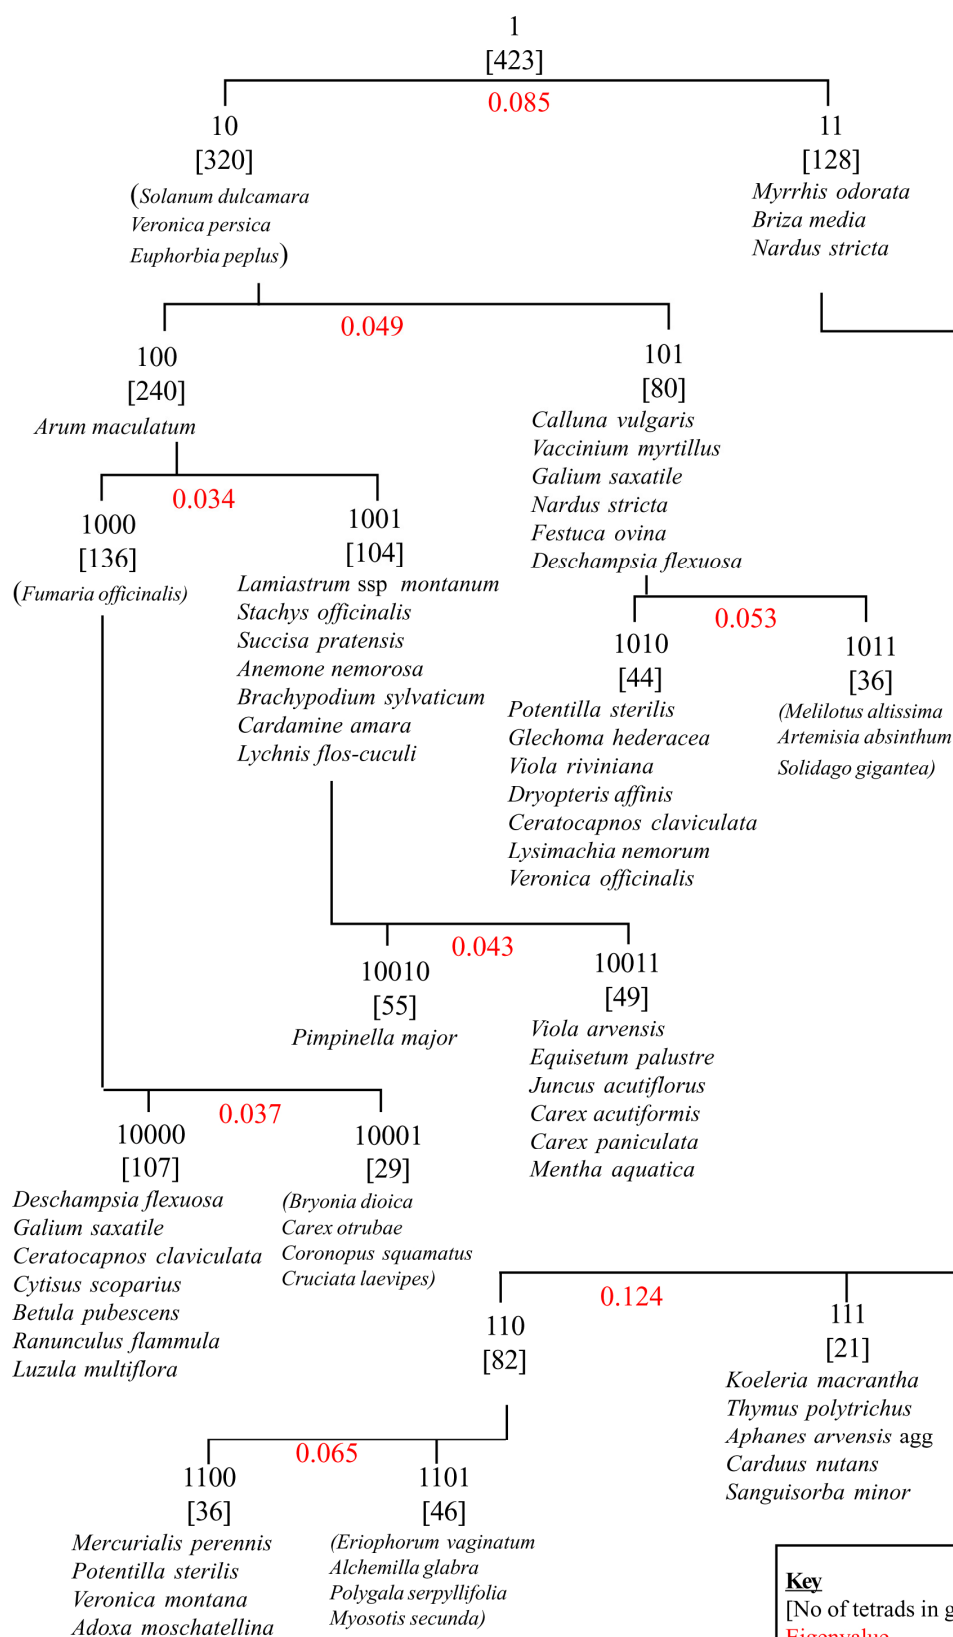 1
[423]
0.085
10
[320]
(Solanum dulcamara
Veronica persica
Euphorbia peplus)
11
[128]
Myrrhis odorata
Briza media
Nardus stricta
0.049
100
[240]
Arum maculatum
101
[80]
Calluna vulgaris
Vaccinium myrtillus
Galium saxatile
Nardus stricta
Festuca ovina
Deschampsia flexuosa
0.034
1000
[136]
(Fumaria officinalis)
1001
[104]
Lamiastrum ssp montanum
Stachys officinalis
Succisa pratensis
Anemone nemorosa
Brachypodium sylvaticum
Cardamine amara
Lychnis flos-cuculi
0.053
1010
[44]
Potentilla sterilis
Glechoma hederacea
Viola riviniana
Dryopteris affinis
Ceratocapnos claviculata
Lysimachia nemorum
Veronica officinalis
1011
[36]
(Melilotus altissima
Artemisia absinthum
Solidago gigantea)
0.043
10010
[55]
Pimpinella major
10011
[49]
Viola arvensis
Equisetum palustre
Juncus acutiflorus
Carex acutiformis
Carex paniculata
Mentha aquatica
0.037
10000
[107]
Deschampsia flexuosa
Galium saxatile
Ceratocapnos claviculata
Cytisus scoparius
Betula pubescens
Ranunculus flammula
Luzula multiflora
10001
[29]
(Bryonia dioica
Carex otrubae
Coronopus squamatus
Cruciata laevipes)
0.124
110
[82]
111
[21]
Koeleria macrantha
Thymus polytrichus
Aphanes arvensis agg
Carduus nutans
Sanguisorba minor
0.065
1100
[36]
Mercurialis perennis
Potentilla sterilis
Veronica montana
Adoxa moschatellina
1101
[46]
(Eriophorum vaginatum
Alchemilla glabra
Polygala serpyllifolia
Myosotis secunda)
Key
[No of tetrads in g
Eigenvalue